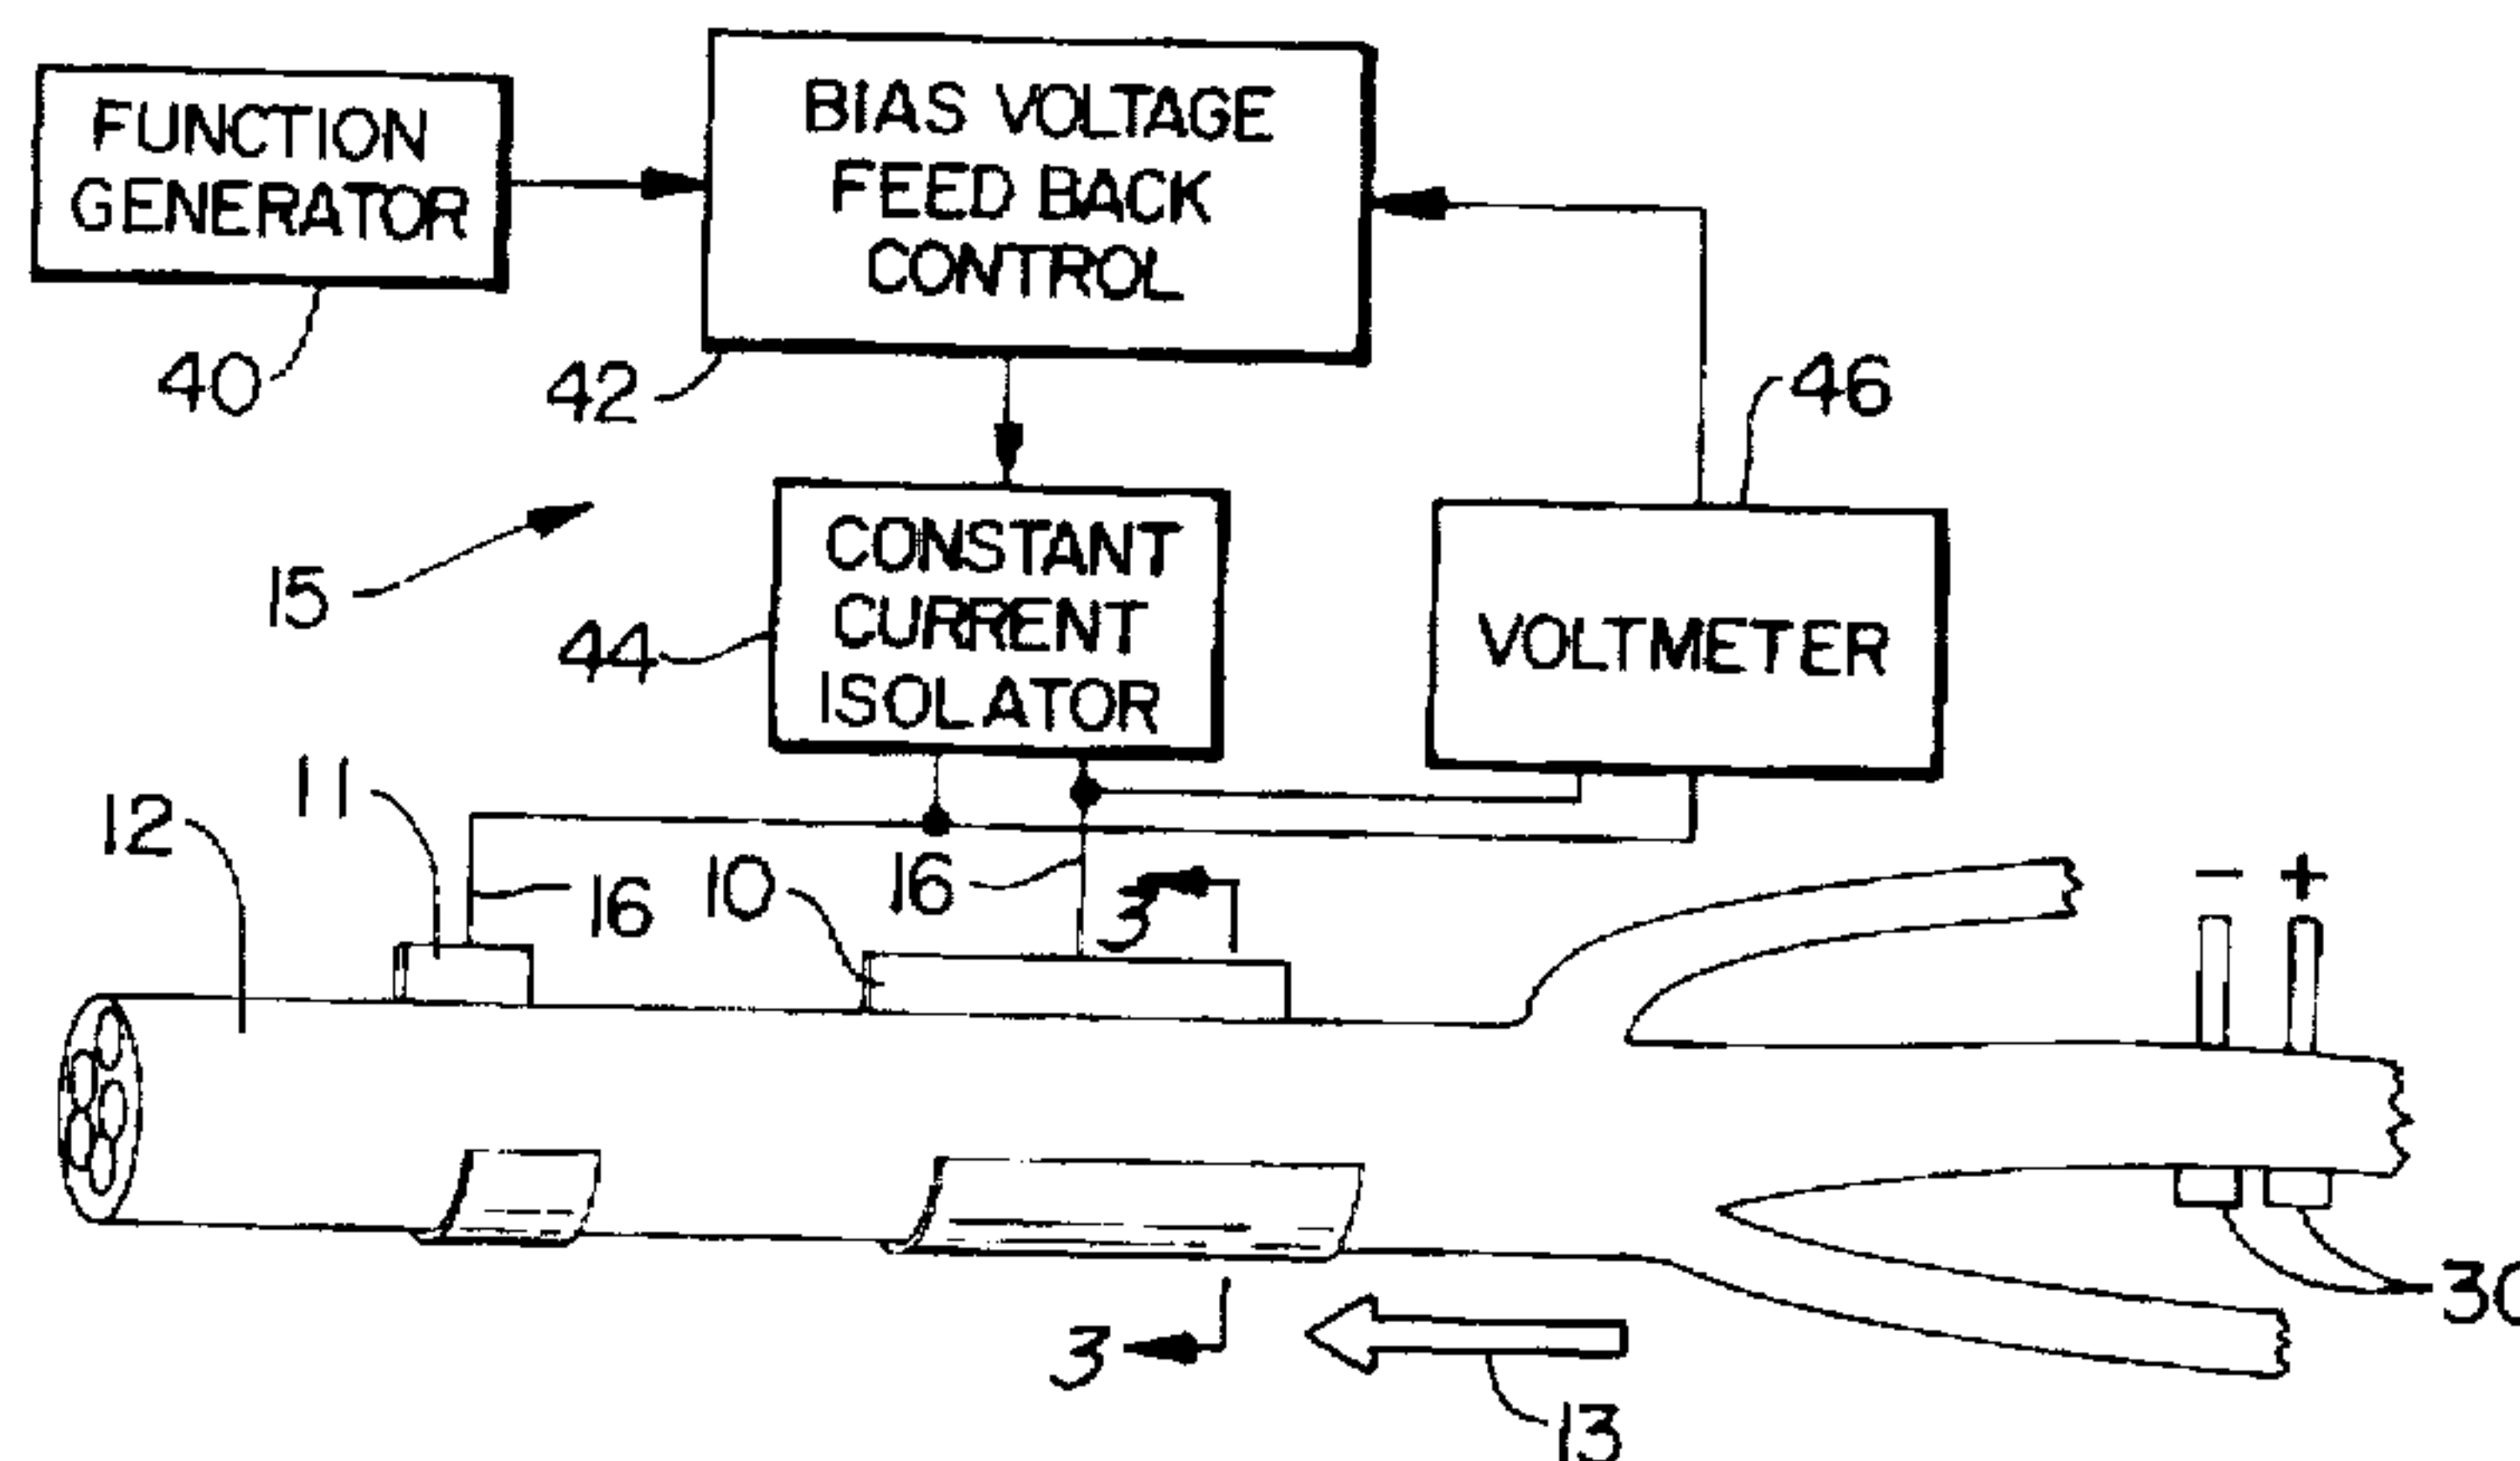 FUNCTION
GENERATOR
BIAS VOLTAGE
FEED BACK
CONTROL
40
42
46
CONSTANT
CURRENT
ISOLATOR
15
44
VOLTMETER
11
12
16
10
16
3
- +
30
3
13